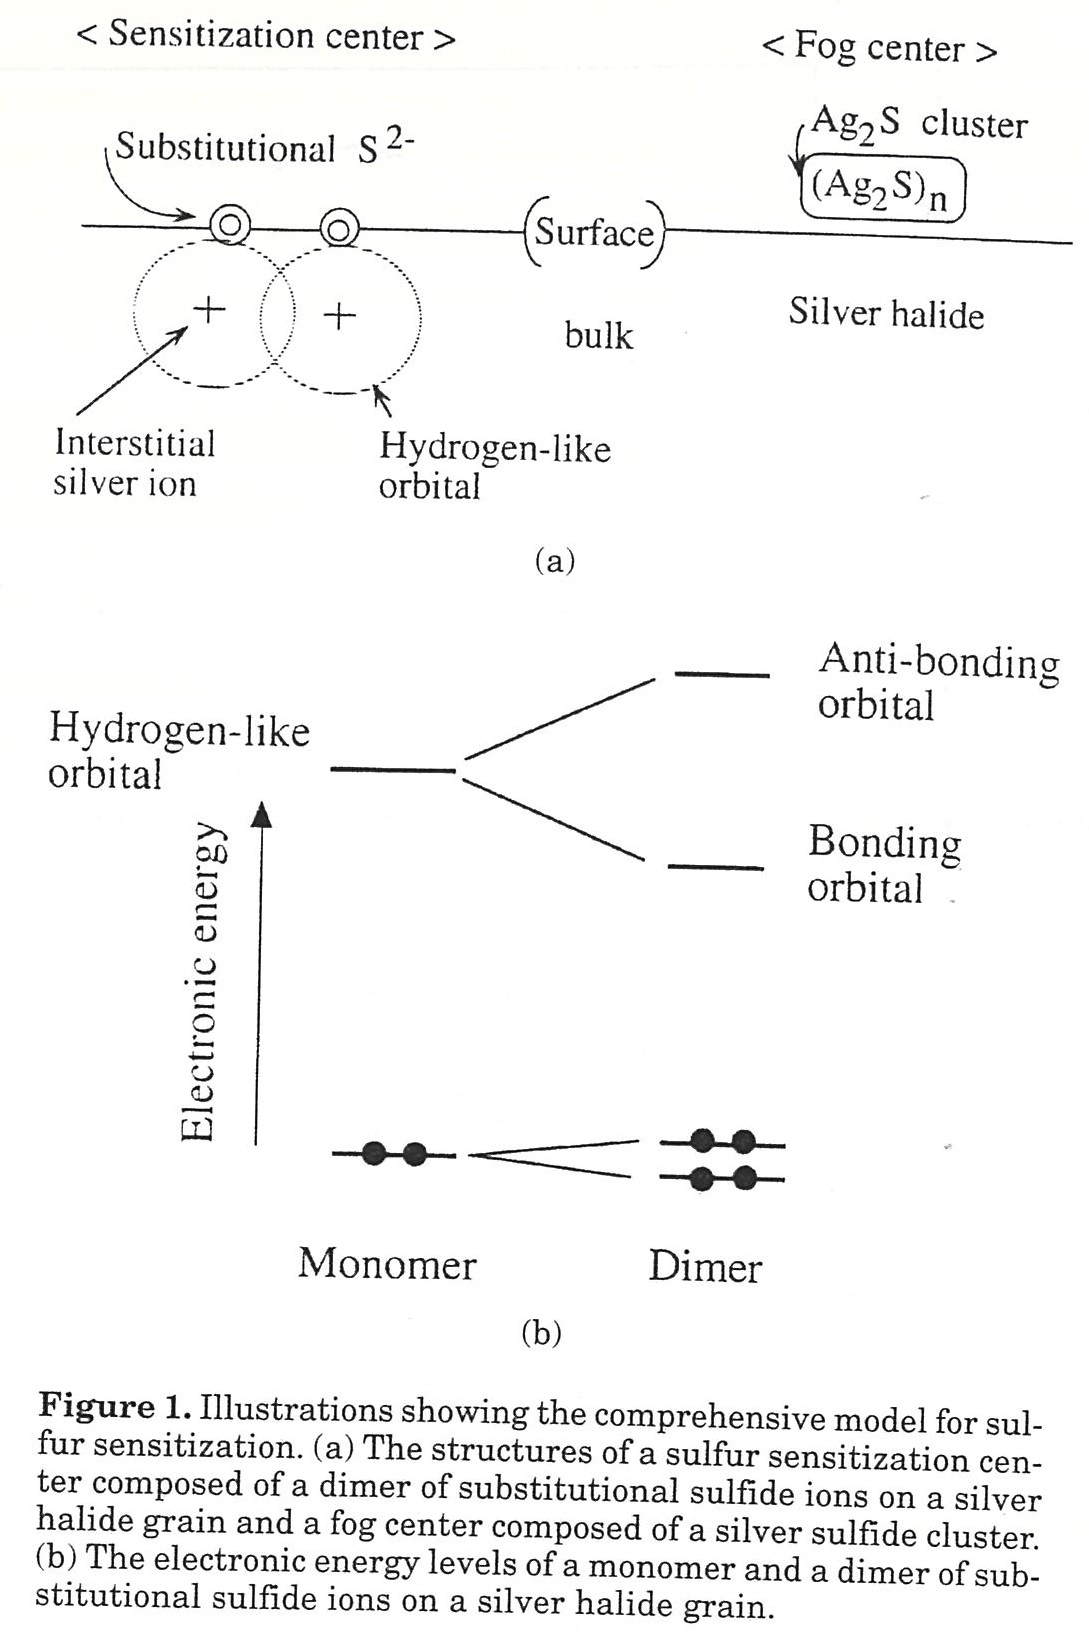 < Sensitization center >
< Fog center >
Substitutional S²⁻
Ag₂S cluster
(Ag₂S)ₙ
(Surface)
+ +
bulk
Silver halide
Interstitial
silver ion
Hydrogen-like
orbital
(a)
Anti-bonding
orbital
Hydrogen-like
orbital
Bonding
orbital
Electronic energy
Monomer
Dimer
(b)
Figure 1. Illustrations showing the comprehensive model for sul-
fur sensitization. (a) The structures of a sulfur sensitization cen-
ter composed of a dimer of substitutional sulfide ions on a silver
halide grain and a fog center composed of a silver sulfide cluster.
(b) The electronic energy levels of a monomer and a dimer of sub-
stitutional sulfide ions on a silver halide grain.